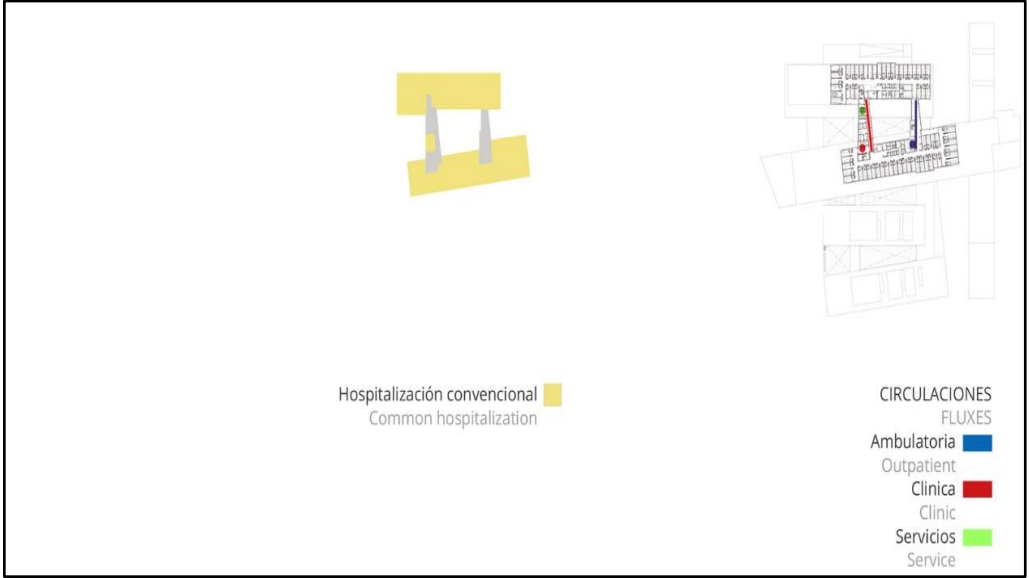 Hospitalización convencional
Common hospitalization
CIRCULACIONES
FLUXES
Ambulatoria
Outpatient
Clinica
Clinic
Servicios
Service